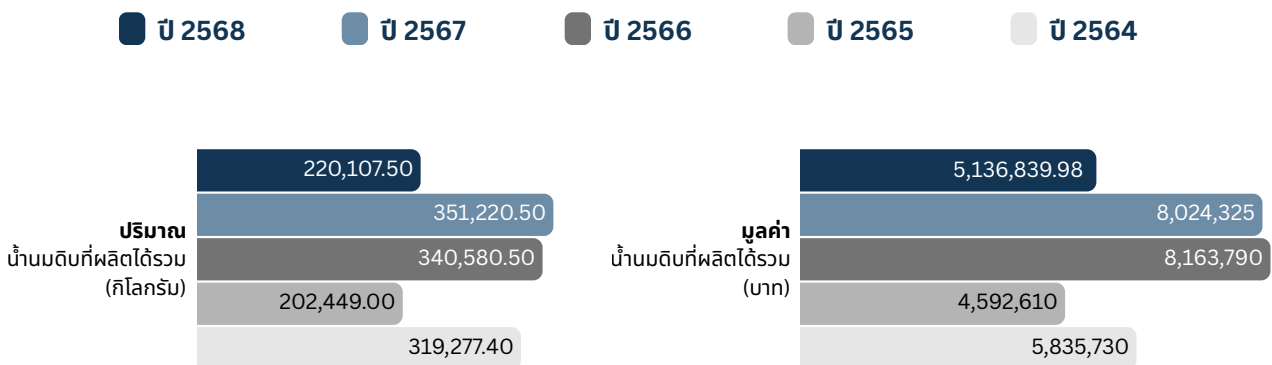 ปี 2568 ปี 2567 ปี 2566 ปี 2565 ปี 2564
ปริมาณ
น้ำนมดิบที่ผลิตได้รวม
(กิโลกรัม)
220,107.50
351,220.50
340,580.50
202,449.00
319,277.40
มูลค่า
น้ำนมดิบที่ผลิตได้รวม
(บาท)
5,136,839.98
8,024,325
8,163,790
4,592,610
5,835,730